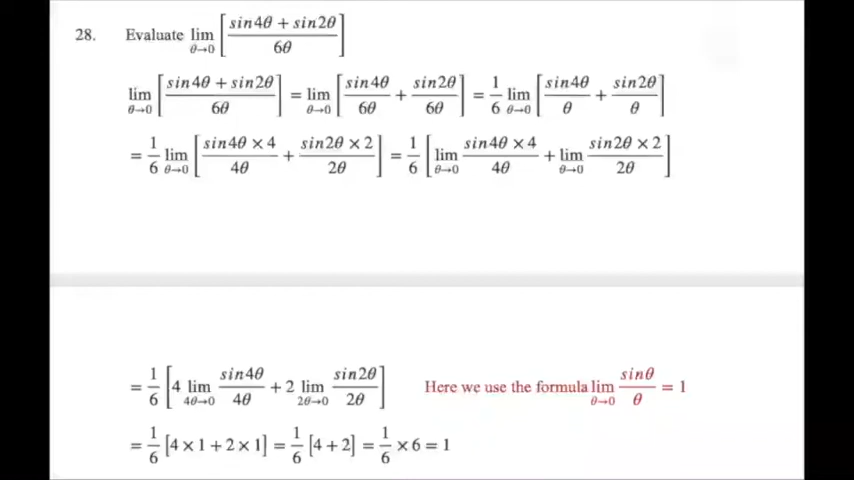 28. Evaluate lim θ→0 [sin4θ + sin2θ / 6θ]
lim θ→0 [sin4θ + sin2θ / 6θ] = lim θ→0 [sin4θ / 6θ + sin2θ / 6θ] = 1/6 lim θ→0 [sin4θ / θ + sin2θ / θ]
= 1/6 lim θ→0 [sin4θ × 4 / 4θ + sin2θ × 2 / 2θ] = 1/6 [lim θ→0 sin4θ × 4 / 4θ + lim θ→0 sin2θ × 2 / 2θ]
= 1/6 [4 lim 4θ→0 sin4θ / 4θ + 2 lim 2θ→0 sin2θ / 2θ] Here we use the formula lim θ→0 sinθ / θ = 1
= 1/6 [4 × 1 + 2 × 1] = 1/6 [4 + 2] = 1/6 × 6 = 1